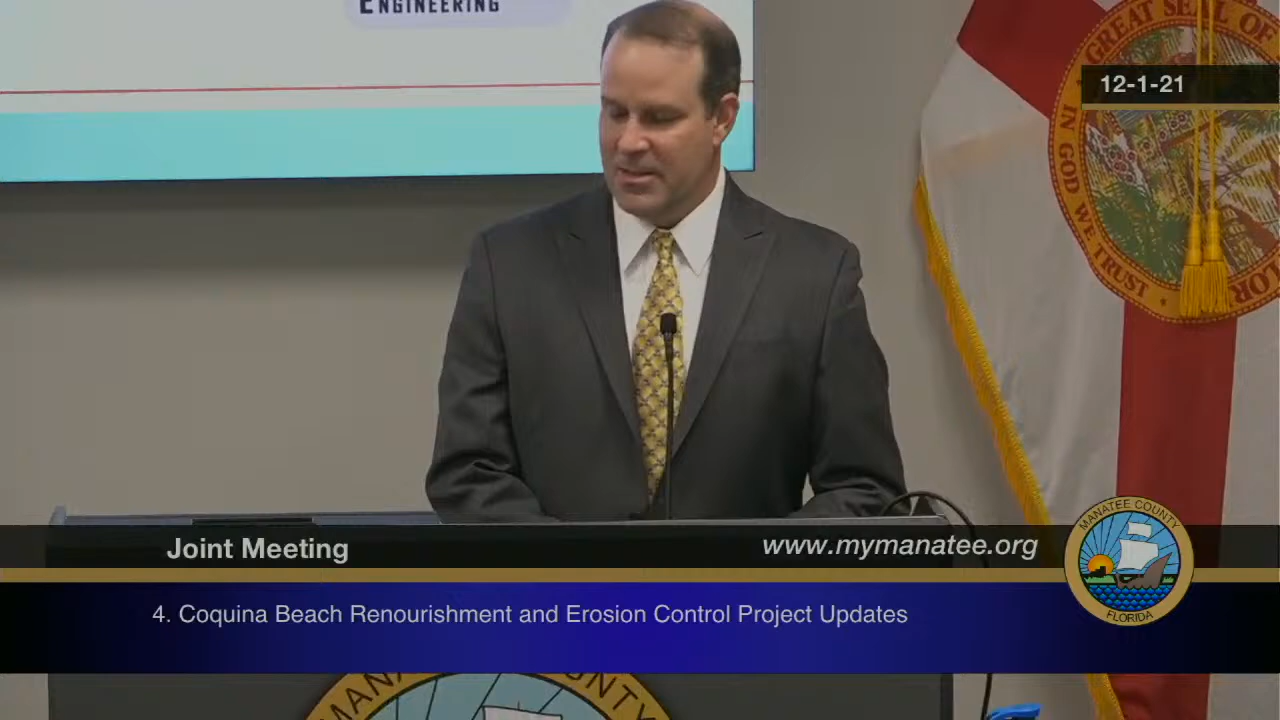 ENGINEERING
12-1-21
GREAT SEAL OF
IN GOD WE TRUST
Joint Meeting
www.mymanatee.org
MANATEE COUNTY
FLORIDA
4. Coquina Beach Renourishment and Erosion Control Project Updates